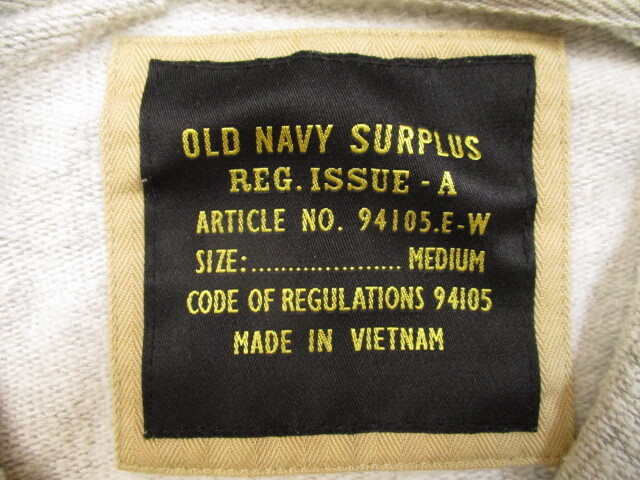 OLD NAVY SURPLUS
REG. ISSUE - A
ARTICLE NO. 94105.E-W
SIZE:..................... MEDIUM
CODE OF REGULATIONS 94105
MADE IN VIETNAM